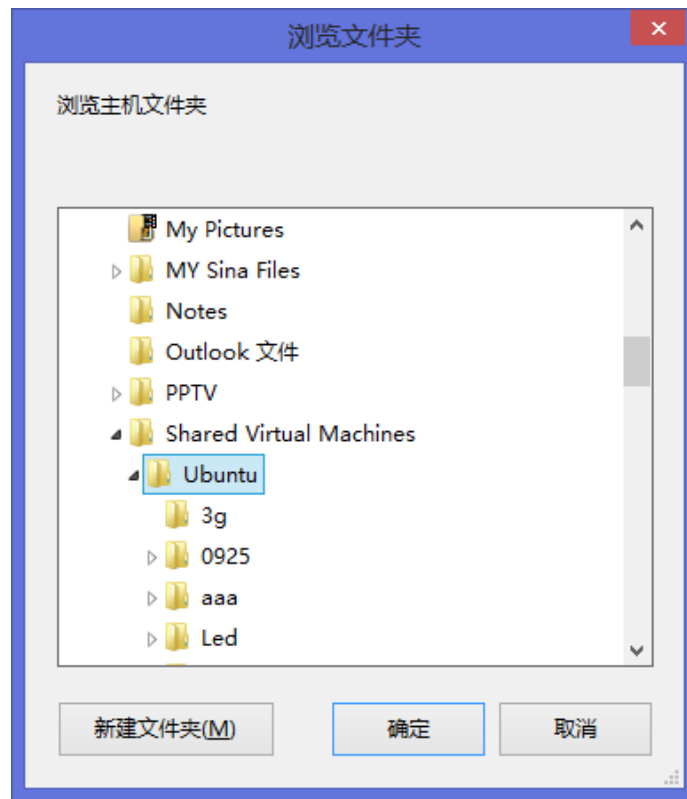 浏览文件夹
浏览主机文件夹
My Pictures
MY Sina Files
Notes
Outlook 文件
PPTV
Shared Virtual Machines
Ubuntu
3g
0925
aaa
Led
新建文件夹(M) 确定 取消